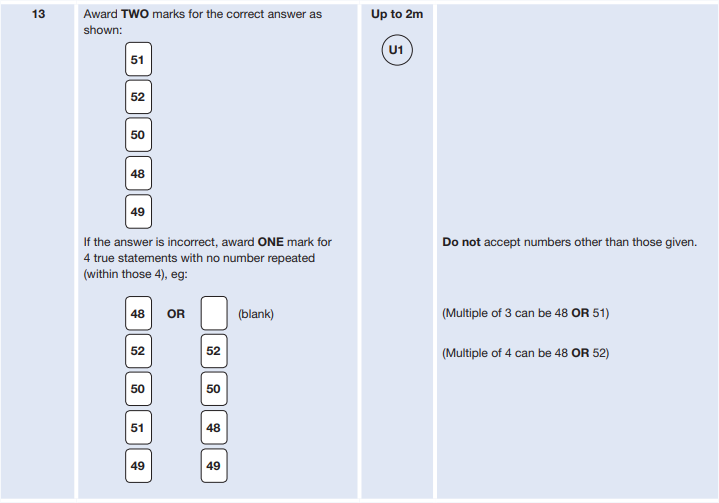 13
Award TWO marks for the correct answer as
shown:
Up to 2m
U1
51
52
50
48
49
If the answer is incorrect, award ONE mark for
4 true statements with no number repeated
(within those 4), eg:
Do not accept numbers other than those given.
48 OR (blank)
(Multiple of 3 can be 48 OR 51)
52 52
(Multiple of 4 can be 48 OR 52)
50 50
51 48
49 49